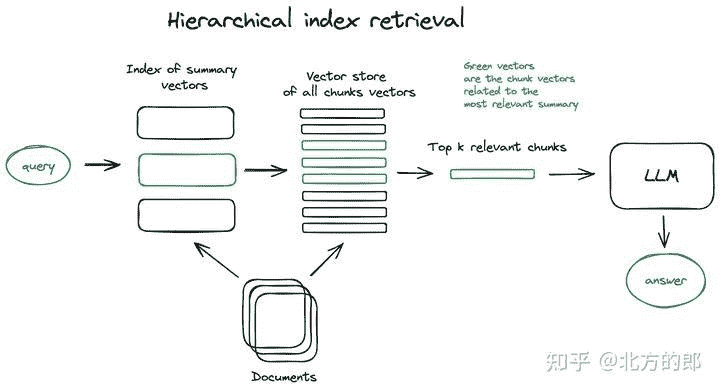 Hierarchical index retrieval
Index of summary
vectors
Vector store
of all chunks vectors
Green vectors
are the chunk vectors
related to the
most relevant summary
query
Top k relevant chunks
LLM
answer
Documents
知乎 @北方的郎